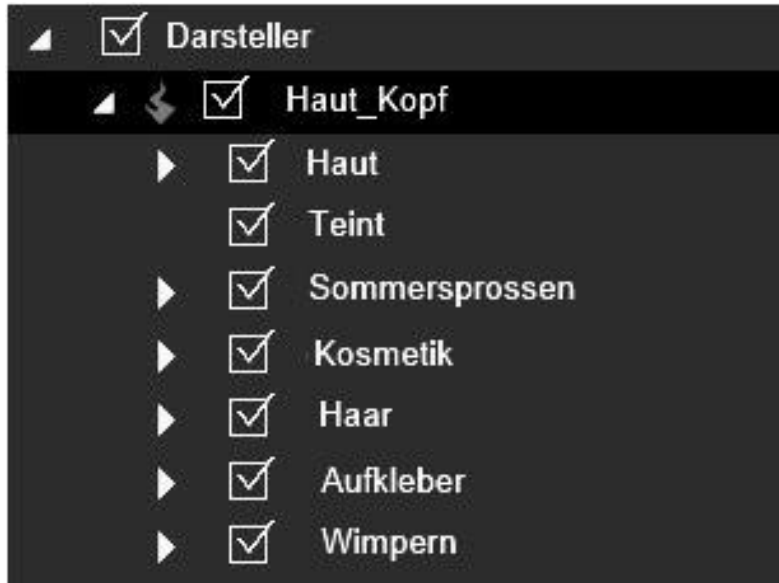 Darsteller
Haut_Kopf
Haut
Teint
Sommersprossen
Kosmetik
Haar
Aufkleber
Wimpern